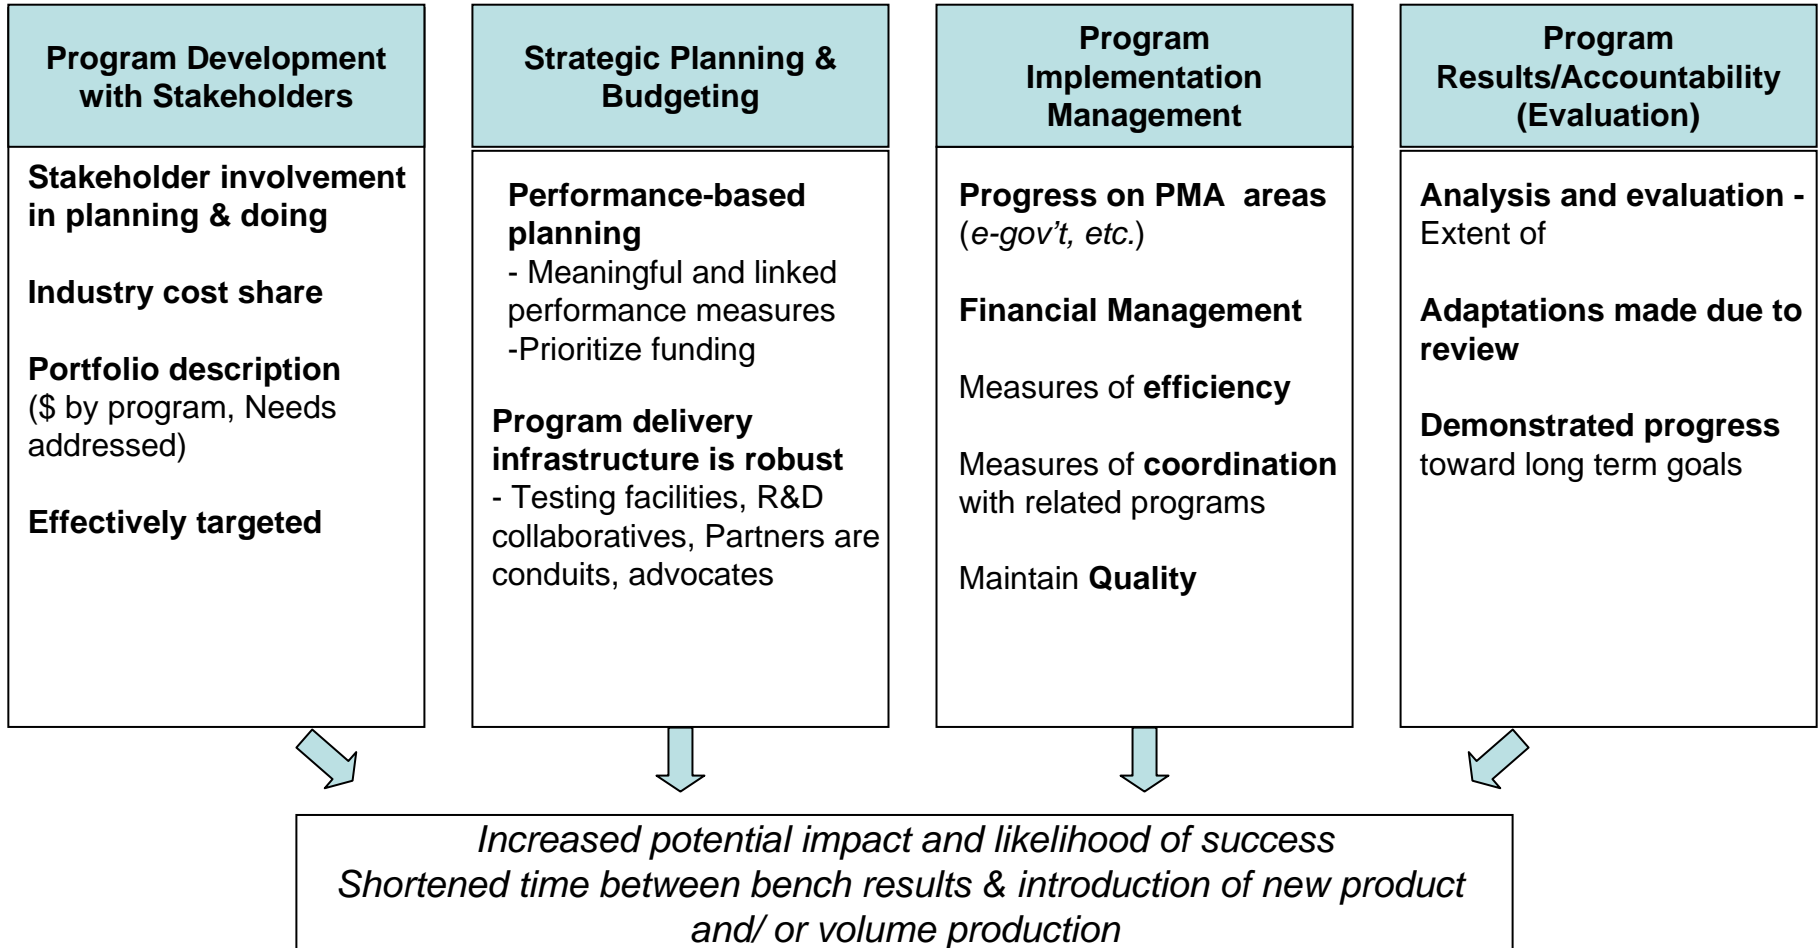 Program Development
with Stakeholders
Stakeholder involvement
in planning & doing
Industry cost share
Portfolio description
($ by program, Needs
addressed)
Effectively targeted
Strategic Planning &
Budgeting
Performance-based
planning
- Meaningful and linked
performance measures
-Prioritize funding
Program delivery
infrastructure is robust
- Testing facilities, R&D
collaboratives, Partners are
conduits, advocates
Program
Implementation
Management
Progress on PMA areas
(e-gov’t, etc.)
Financial Management
Measures of efficiency
Measures of coordination
with related programs
Maintain Quality
Program
Results/Accountability
(Evaluation)
Analysis and evaluation -
Extent of
Adaptations made due to
review
Demonstrated progress
toward long term goals
Increased potential impact and likelihood of success
Shortened time between bench results & introduction of new product
and/ or volume production